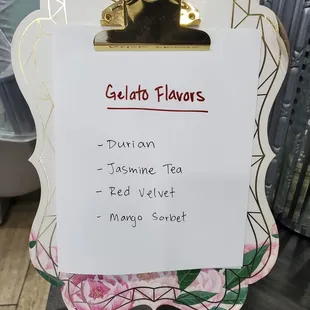 Gelato Flavors
- Durian
- Jasmine Tea
- Red Velvet
- Mango Sorbet